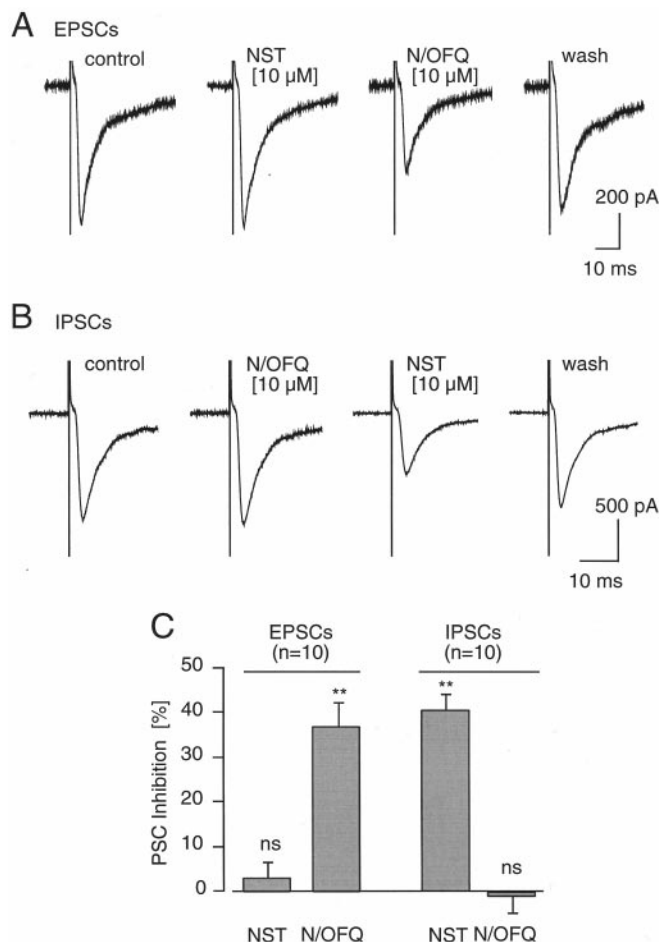 A EPSCs
control
NST
[10 µM]
N/OFQ
[10 µM]
wash
200 pA
10 ms
B IPSCs
control
N/OFQ
[10 µM]
NST
[10 µM]
wash
500 pA
10 ms
C
EPSCs
(n=10)
IPSCs
(n=10)
PSC Inhibition [%]
50
40
30
20
10
0
ns
**
**
ns
NST N/OFQ NST N/OFQ